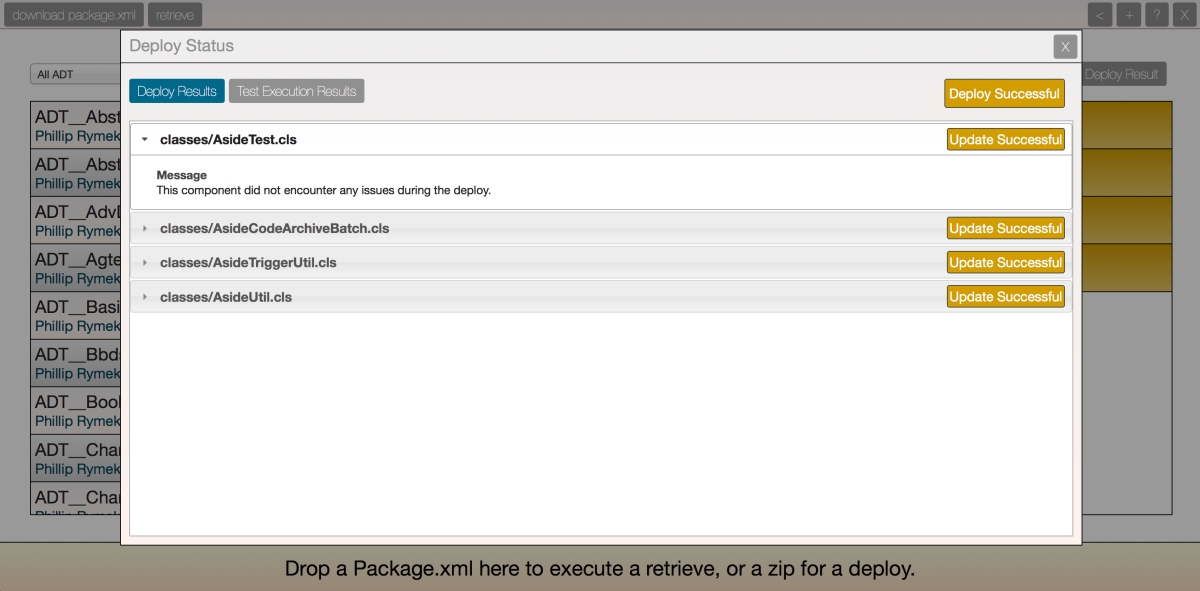 download package.xml retrieve < + ? X
Deploy Status X
All ADT Deploy Result
Deploy Results Test Execution Results Deploy Successful
ADT__Abst
Phillip Rymek
classes/AsideTest.cls Update Successful
ADT__Abst
Phillip Rymek
Message
This component did not encounter any issues during the deploy.
ADT__AdvD
Phillip Rymek
classes/AsideCodeArchiveBatch.cls Update Successful
ADT__Agte
Phillip Rymek
classes/AsideTriggerUtil.cls Update Successful
ADT__Basi
Phillip Rymek
classes/AsideUtil.cls Update Successful
ADT__Bbds
Phillip Rymek
ADT__Bool
Phillip Rymek
ADT__Char
Phillip Rymek
ADT__Char
Drop a Package.xml here to execute a retrieve, or a zip for a deploy.